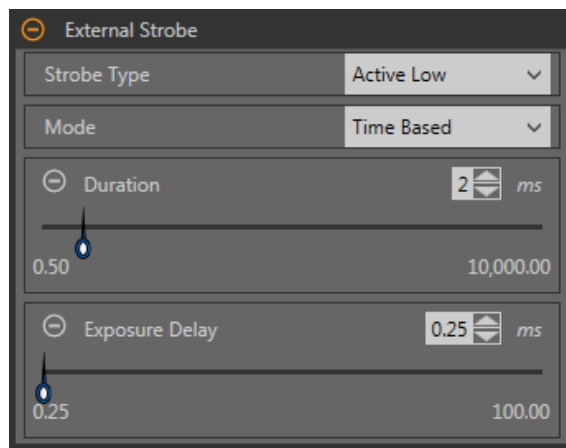 External Strobe
Strobe Type Active Low
Mode Time Based
Duration 2 ms
0.50 10,000.00
Exposure Delay 0.25 ms
0.25 100.00